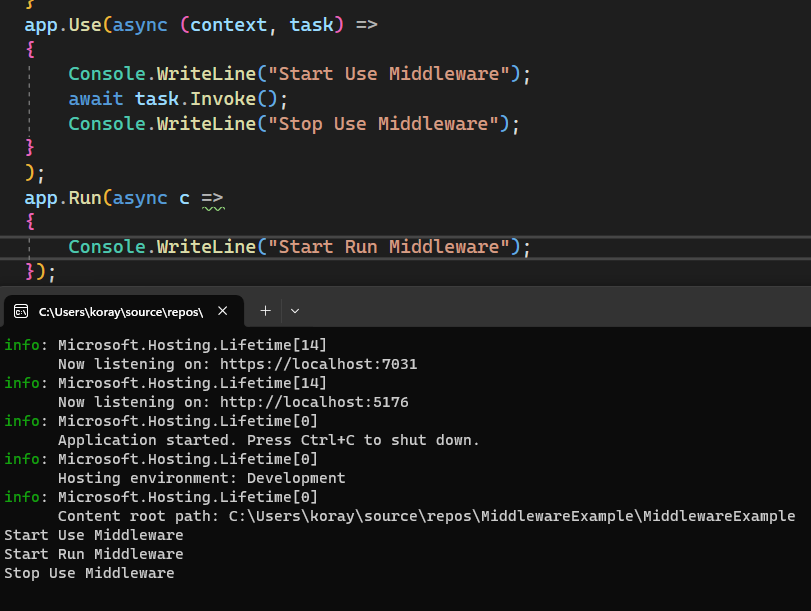 }
app.Use(async (context, task) =>
{
    Console.WriteLine("Start Use Middleware");
    await task.Invoke();
    Console.WriteLine("Stop Use Middleware");
}
);
app.Run(async c =>
{
    Console.WriteLine("Start Run Middleware");
});
C:\Users\koray\source\repos\
info: Microsoft.Hosting.Lifetime[14]
      Now listening on: https://localhost:7031
info: Microsoft.Hosting.Lifetime[14]
      Now listening on: http://localhost:5176
info: Microsoft.Hosting.Lifetime[0]
      Application started. Press Ctrl+C to shut down.
info: Microsoft.Hosting.Lifetime[0]
      Hosting environment: Development
info: Microsoft.Hosting.Lifetime[0]
      Content root path: C:\Users\koray\source\repos\MiddlewareExample\MiddlewareExample
Start Use Middleware
Start Run Middleware
Stop Use Middleware